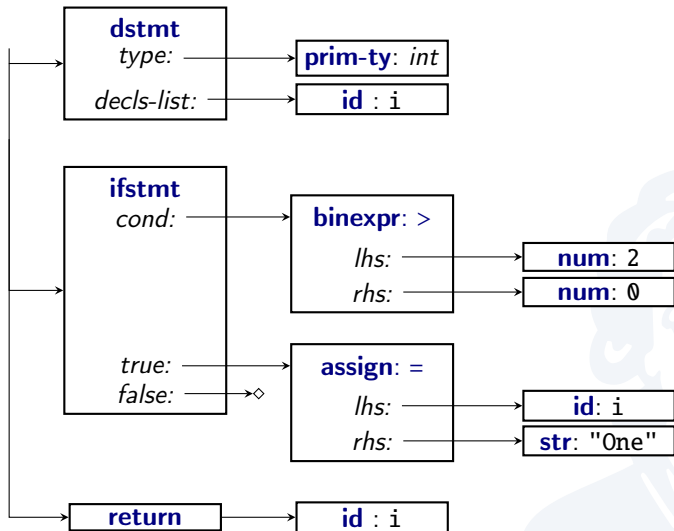 dstmt
type:
prim-ty: int
decls-list:
id : i
ifstmt
cond:
binexpr: >
lhs:
num: 2
rhs:
num: 0
true:
assign: =
false:
lhs:
id: i
rhs:
str: "One"
return
id : i